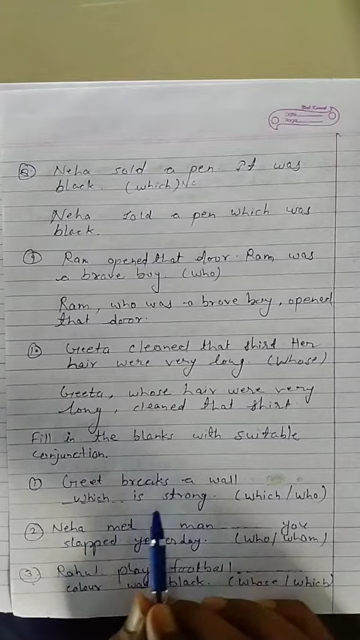 ⑧ Neha sold a pen It was
black. (which)
Neha sold a pen which was
black.
⑨ Ram opened that door. Ram was
a brave boy (who)
Ram, who was a brave boy, opened
that door.
⑩ Geeta cleaned that shirt Her
hair were very long (Whose)
Geeta, whose hair were very
long, cleaned that shirt
Fill in the blanks with suitable
conjunction.
① Geet breaks a wall
which is strong. (which/who)
② Neha met man ____ you
slapped yesterday. (Who/Whom)
③ Rahul play football ____
colour was black. (Whose/which)